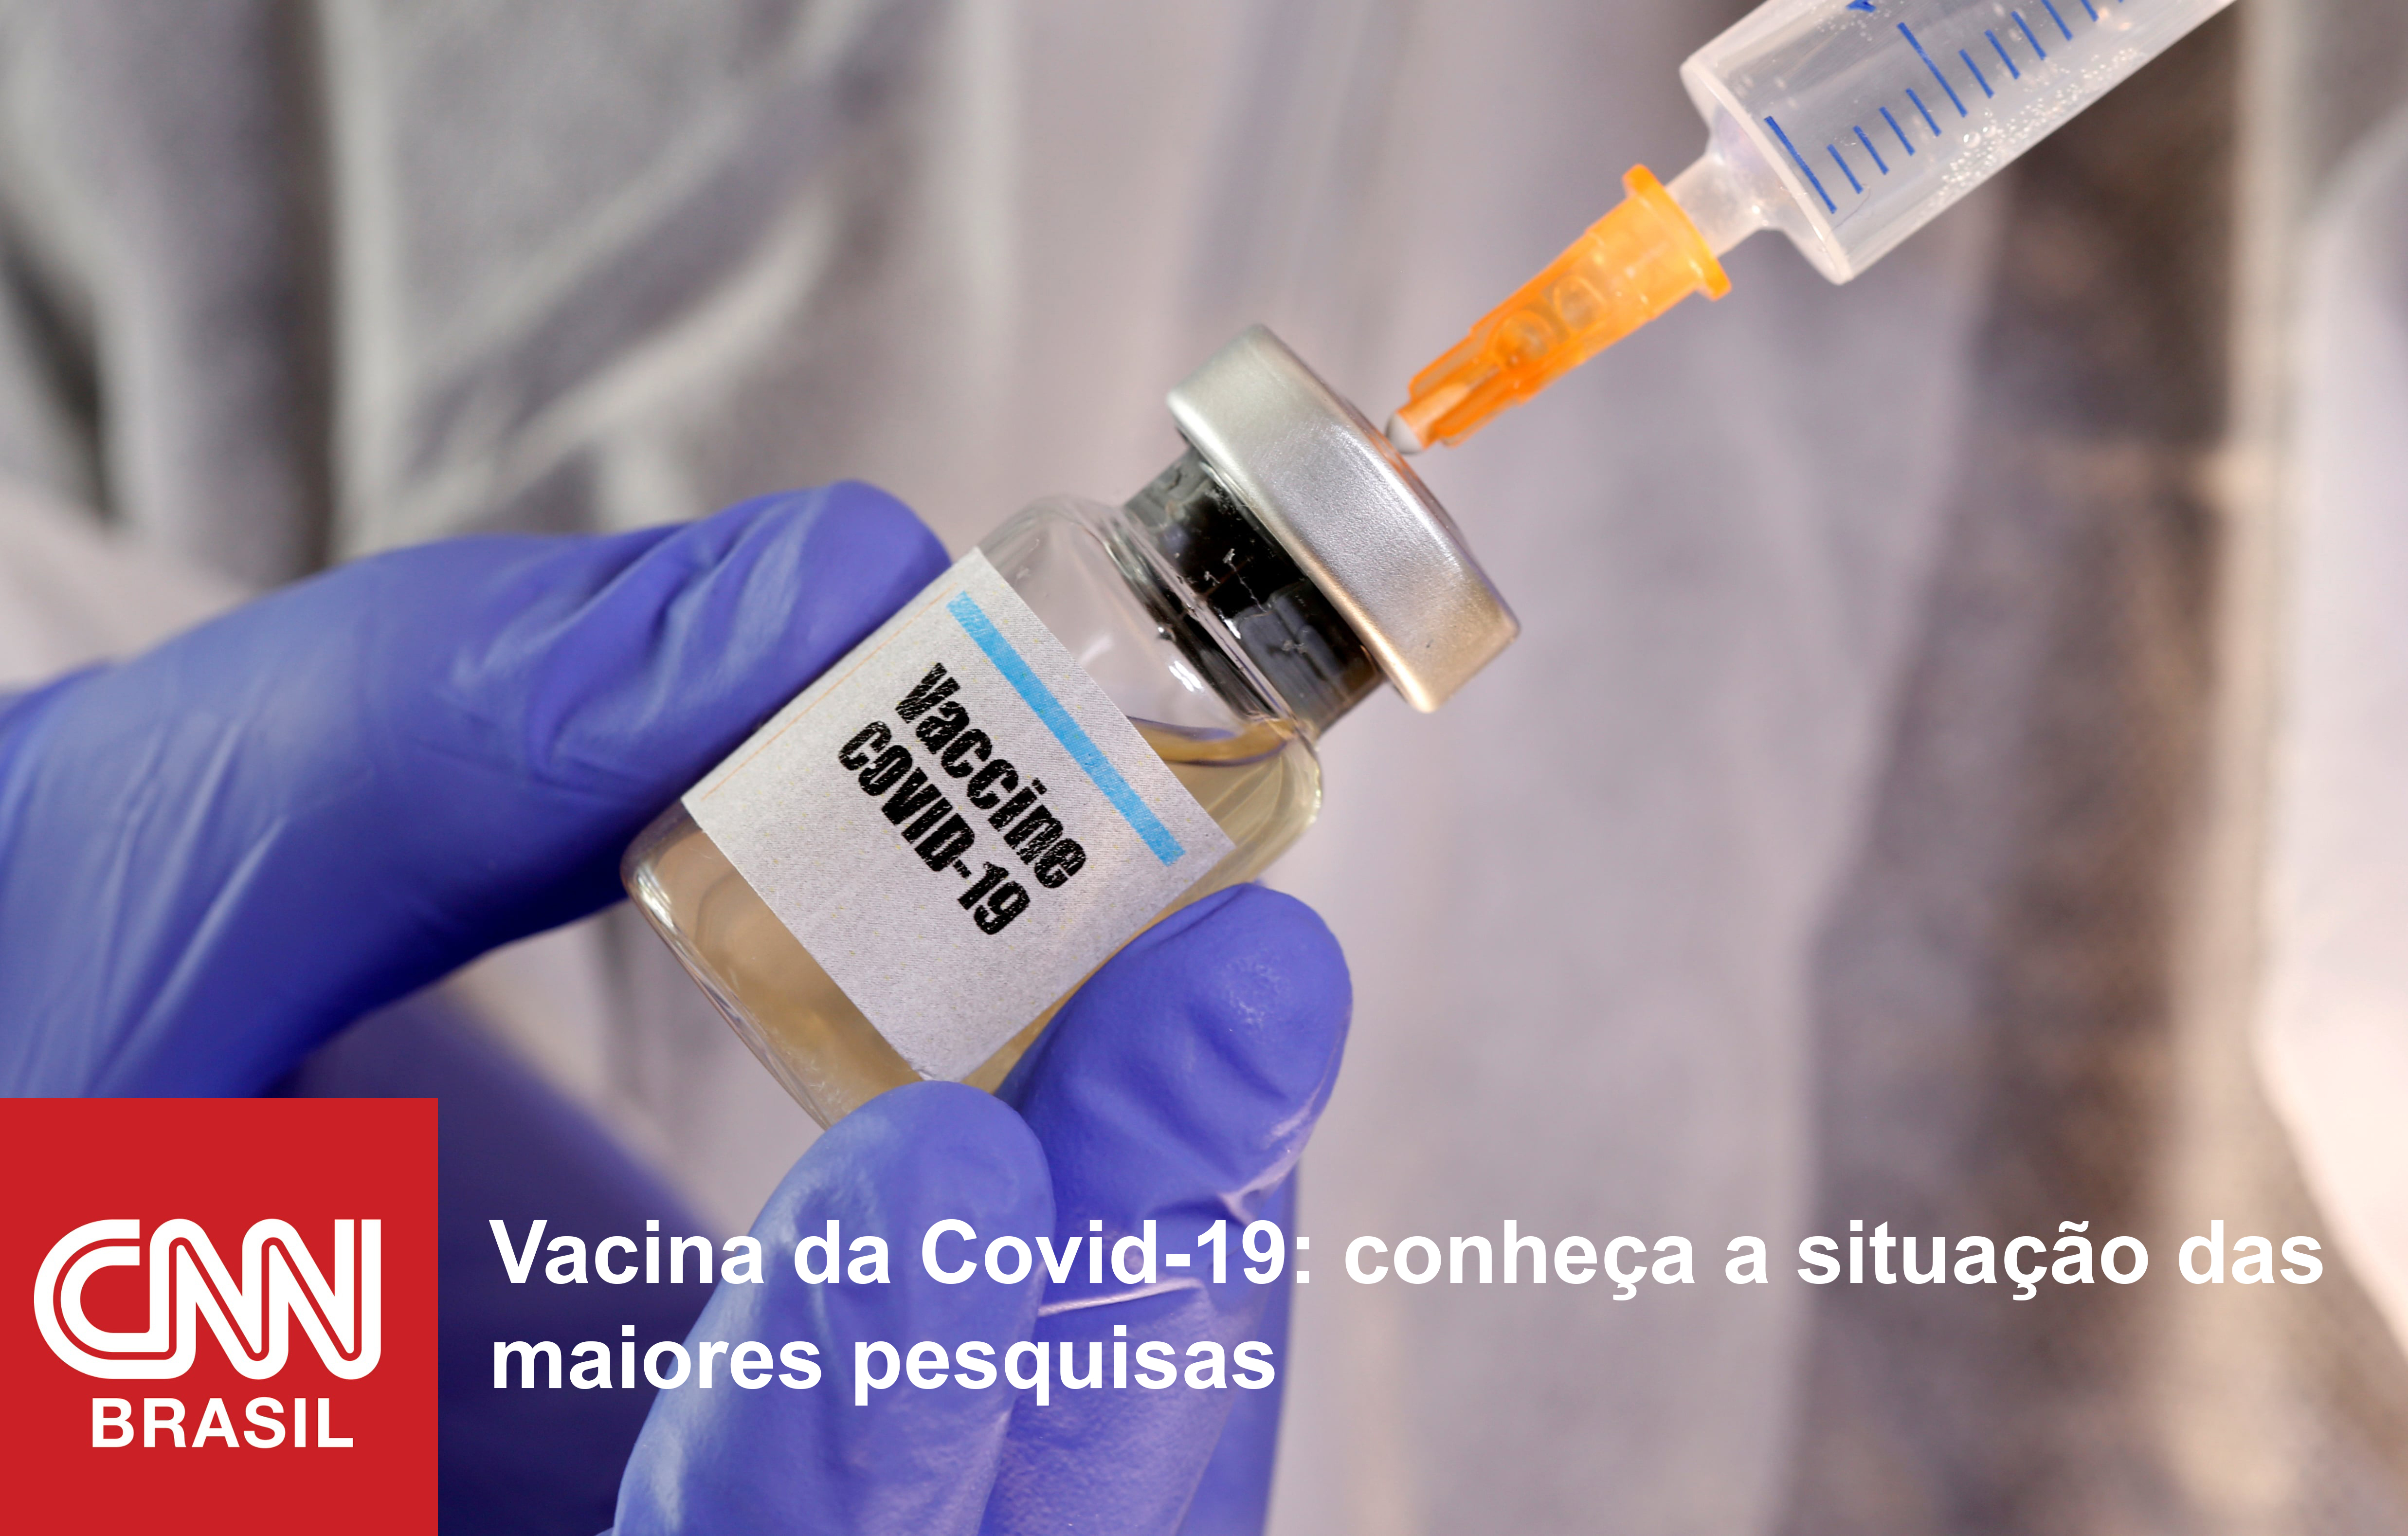 Vaccine
COVID-19
CNN
BRASIL
Vacina da Covid-19: conheça a situação das
maiores pesquisas